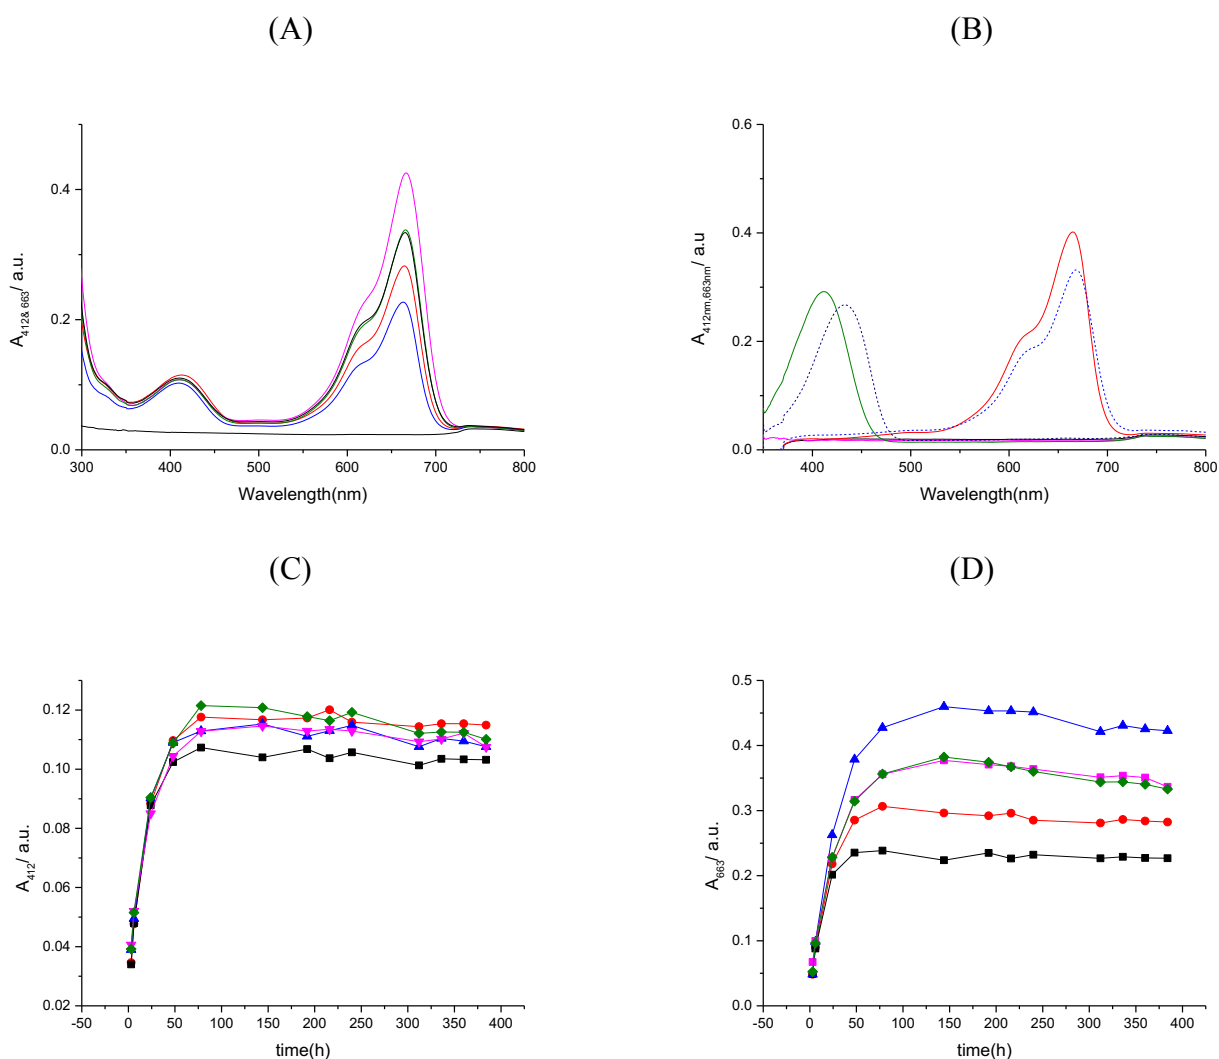 (A)
(B)
0.4
0.2
0.0
300 400 500 600 700 800
Wavelength(nm)
A412& 663/ a.u.
0.6
0.4
0.2
0.0
400 500 600 700 800
Wavelength(nm)
A412nm,663nm/ a.u
(C)
(D)
0.12
0.10
0.08
0.06
0.04
0.02
-50 0 50 100 150 200 250 300 350 400
time(h)
A412/ a.u.
0.5
0.4
0.3
0.2
0.1
0.0
-50 0 50 100 150 200 250 300 350 400
time(h)
A663/ a.u.